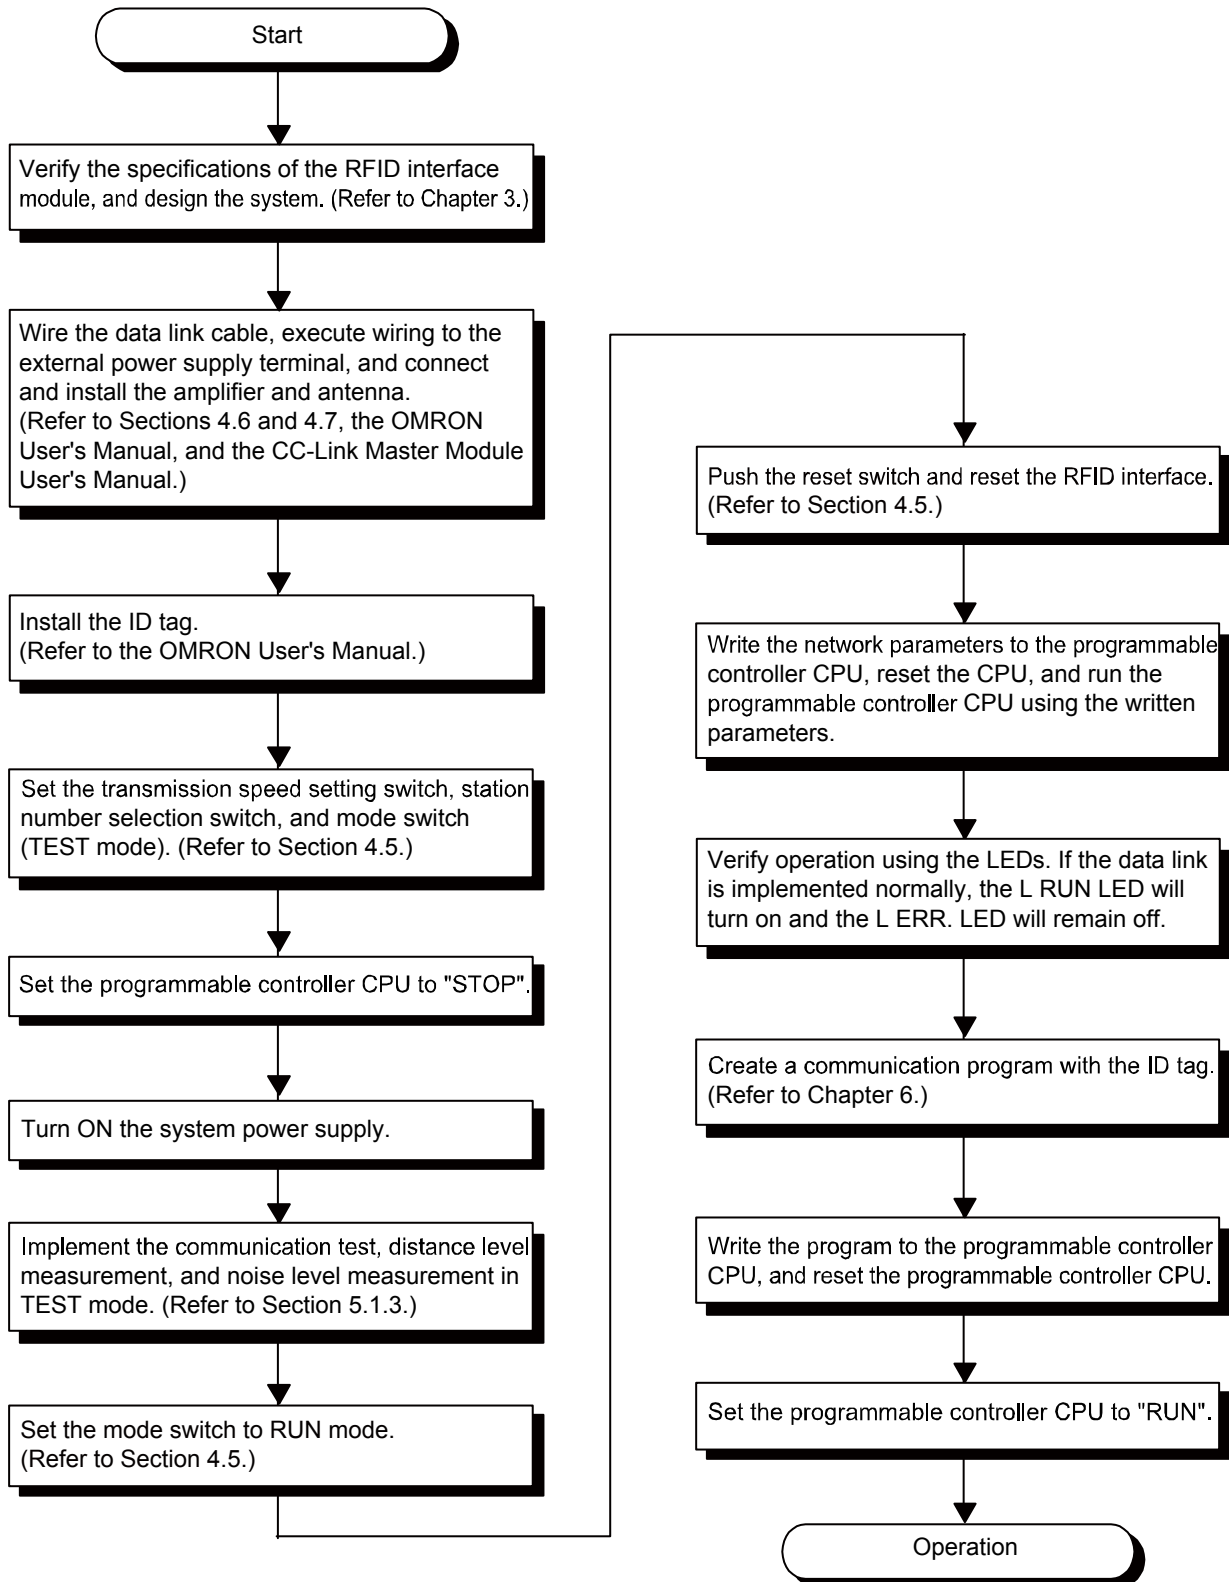 Start
Verify the specifications of the RFID interface
module, and design the system. (Refer to Chapter 3.)
Wire the data link cable, execute wiring to the
external power supply terminal, and connect
and install the amplifier and antenna.
(Refer to Sections 4.6 and 4.7, the OMRON
User's Manual, and the CC-Link Master Module
User's Manual.)
Install the ID tag.
(Refer to the OMRON User's Manual.)
Set the transmission speed setting switch, station
number selection switch, and mode switch
(TEST mode). (Refer to Section 4.5.)
Set the programmable controller CPU to "STOP".
Turn ON the system power supply.
Implement the communication test, distance level
measurement, and noise level measurement in
TEST mode. (Refer to Section 5.1.3.)
Set the mode switch to RUN mode.
(Refer to Section 4.5.)
Push the reset switch and reset the RFID interface.
(Refer to Section 4.5.)
Write the network parameters to the programmable
controller CPU, reset the CPU, and run the
programmable controller CPU using the written
parameters.
Verify operation using the LEDs. If the data link
is implemented normally, the L RUN LED will
turn on and the L ERR. LED will remain off.
Create a communication program with the ID tag.
(Refer to Chapter 6.)
Write the program to the programmable controller
CPU, and reset the programmable controller CPU.
Set the programmable controller CPU to "RUN".
Operation